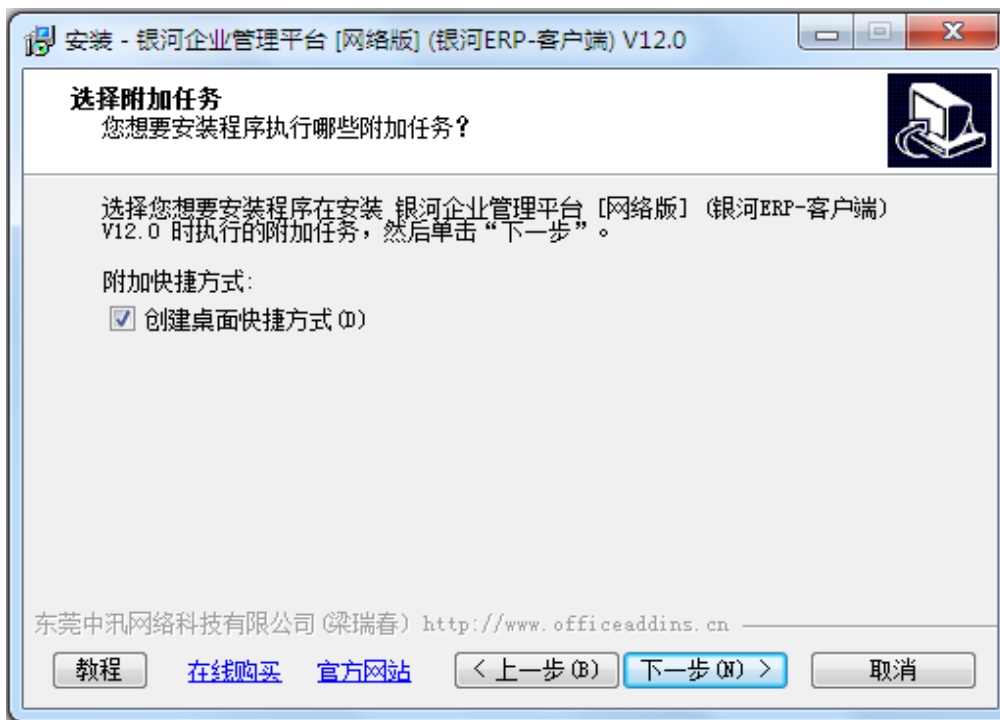 安装 - 银河企业管理平台 [网络版] (银河ERP-客户端) V12.0
选择附加任务
您想要安装程序执行哪些附加任务？
选择您想要安装程序在安装 银河企业管理平台 [网络版] (银河ERP-客户端)
V12.0 时执行的附加任务，然后单击“下一步”。
附加快捷方式:
创建桌面快捷方式(D)
东莞中汛网络科技有限公司(梁瑞春) http://www.officeaddins.cn
教程 在线购买 官方网站 < 上一步(B) 下一步(N) > 取消